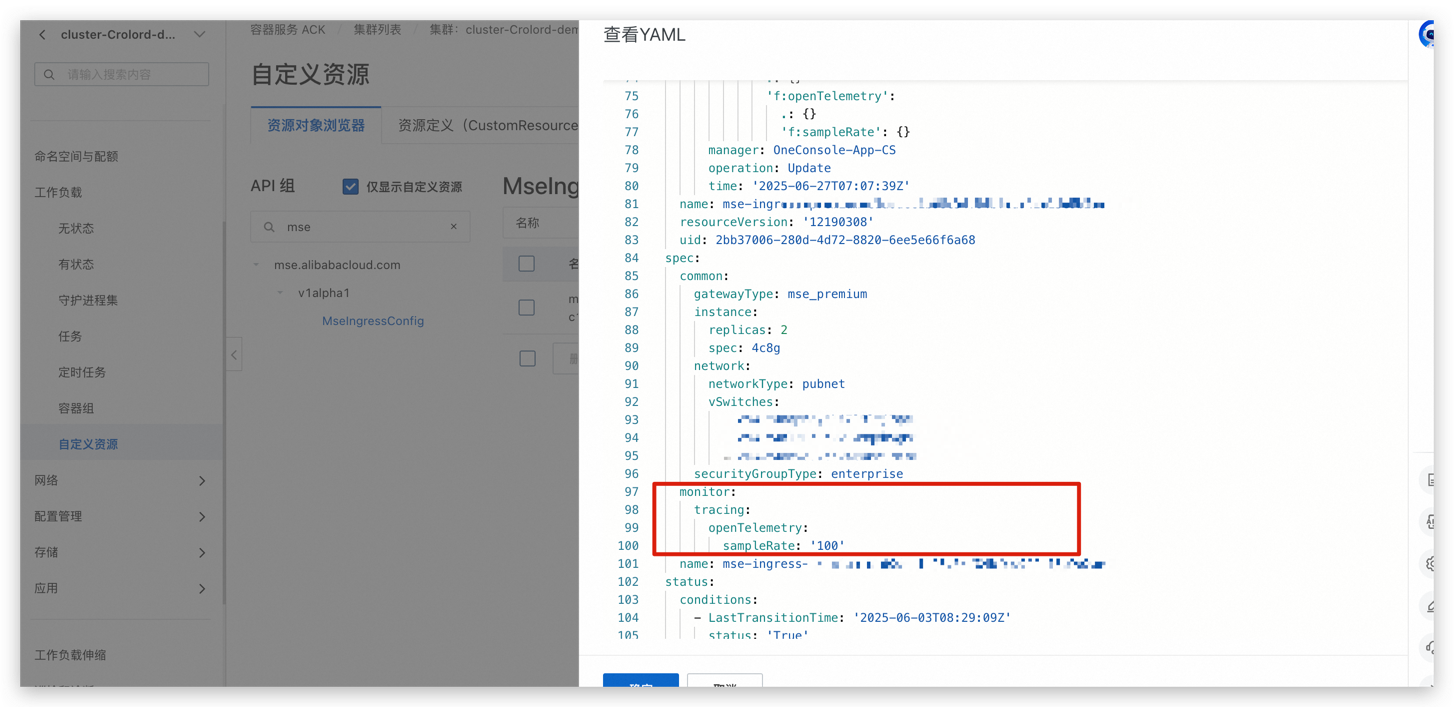 cluster-Crolord-d...
请输入搜索内容
命名空间与配额
工作负载
无状态
有状态
守护进程集
任务
定时任务
容器组
自定义资源
网络
配置管理
存储
应用
工作负载伸缩
容器服务 ACK / 集群列表 / 集群: cluster-Crolord-dem
自定义资源
资源对象浏览器
资源定义（CustomResource
API 组
仅显示自定义资源
mse
mse.alibabacloud.com
v1alpha1
MseIngressConfig
MseIng
名称
名
m
c1
查看YAML
75 'f:openTelemetry':
76 .: {}
77 'f:sampleRate': {}
78 manager: OneConsole-App-CS
79 operation: Update
80 time: '2025-06-27T07:07:39Z'
81 name: mse-ingr
82 resourceVersion: '12190308'
83 uid: 2bb37006-280d-4d72-8820-6ee5e66f6a68
84 spec:
85 common:
86 gatewayType: mse_premium
87 instance:
88 replicas: 2
89 spec: 4c8g
90 network:
91 networkType: pubnet
92 vSwitches:
93
94
95
96 securityGroupType: enterprise
97 monitor:
98 tracing:
99 openTelemetry:
100 sampleRate: '100'
101 name: mse-ingress-
102 status:
103 conditions:
104 - LastTransitionTime: '2025-06-03T08:29:09Z'
105 status: 'True'
确定
取消